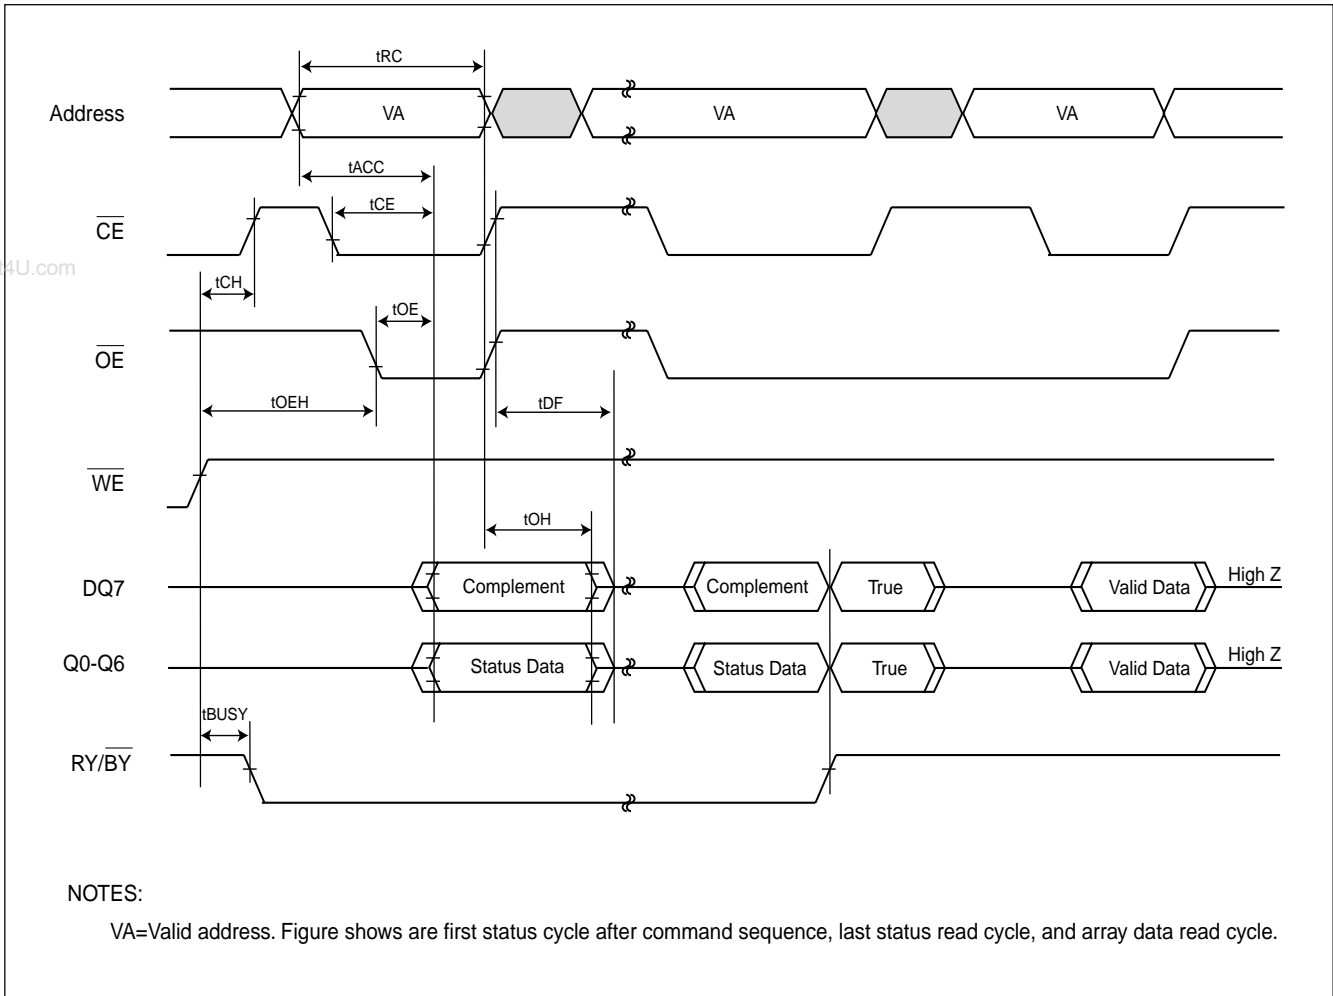 tRC
Address VA VA VA
tACC
tCE
CE
t4U.com
tCH
tOE
OE
tOEH tDF
WE
tOH
DQ7 Complement Complement True Valid Data High Z
Q0-Q6 Status Data Status Data True Valid Data High Z
tBUSY
RY/BY
NOTES:
VA=Valid address. Figure shows are first status cycle after command sequence, last status read cycle, and array data read cycle.